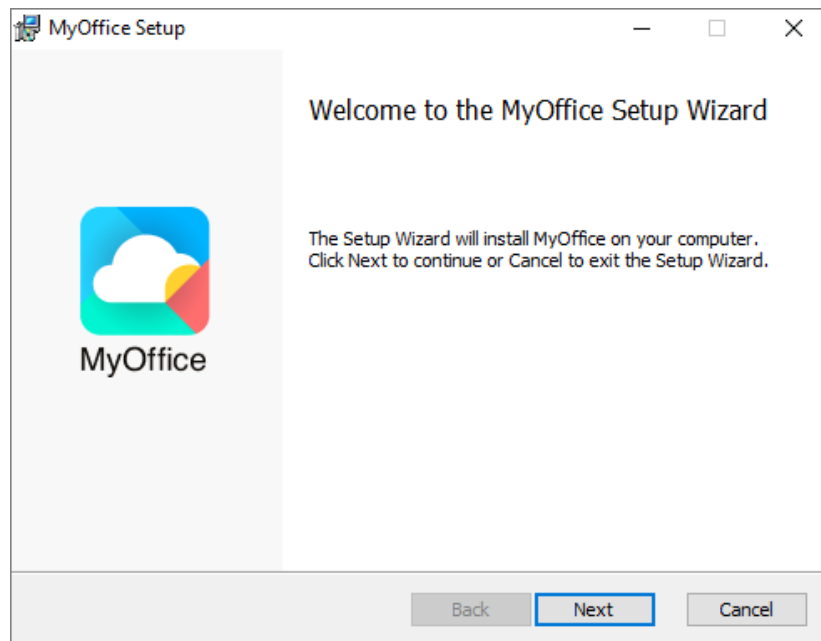 MyOffice Setup
Welcome to the MyOffice Setup Wizard
The Setup Wizard will install MyOffice on your computer.
Click Next to continue or Cancel to exit the Setup Wizard.
MyOffice
Back Next Cancel